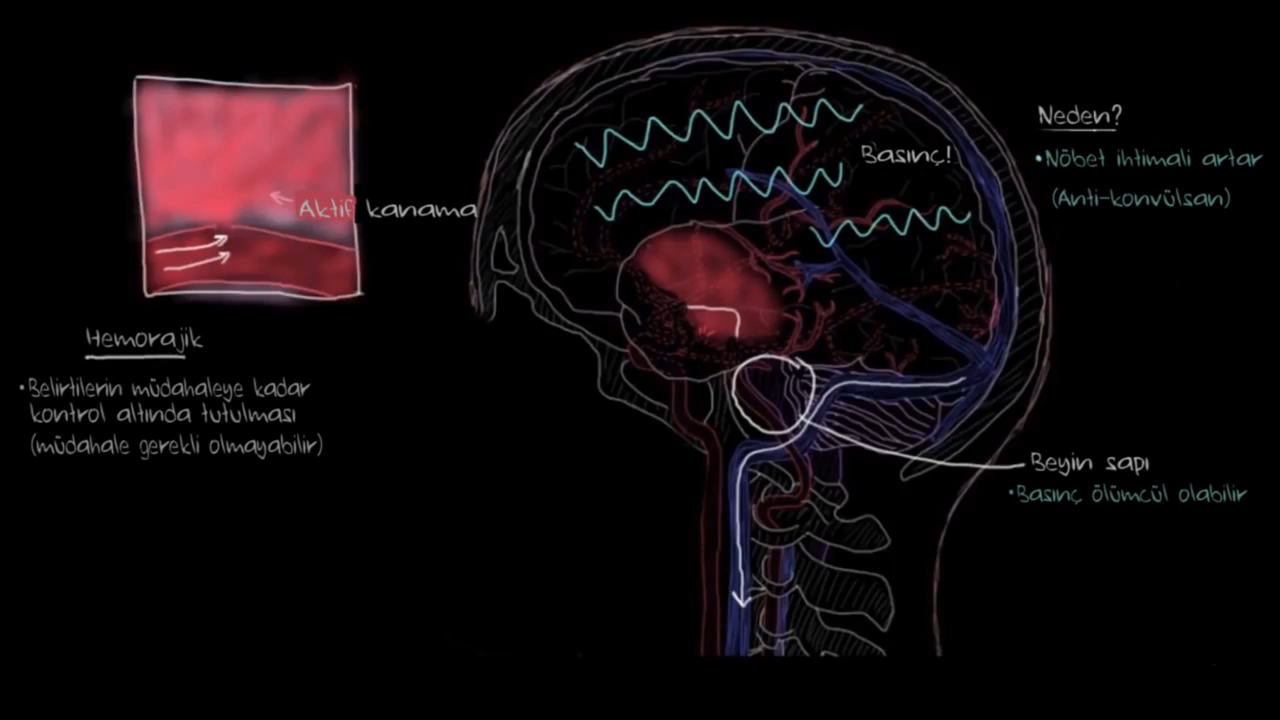 Aktif kanama
Hemorajik
•Belirtilerin müdahaleye kadar
kontrol altında tutulması
(müdahale gerekli olmayabilir)
Basınç!
Neden?
•Nöbet ihtimali artar
(Anti-konvülsan)
Beyin sapı
•Basınç ölümcül olabilir